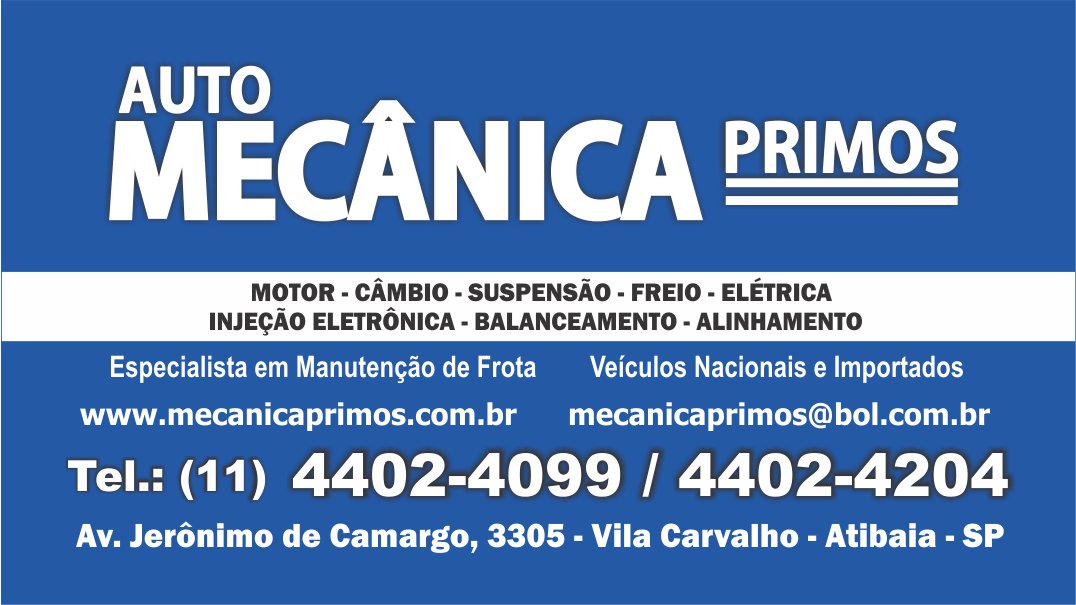 AUTO
MECÂNICA PRIMOS
MOTOR - CÂMBIO - SUSPENSÃO - FREIO - ELÉTRICA
INJEÇÃO ELETRÔNICA - BALANCEAMENTO - ALINHAMENTO
Especialista em Manutenção de Frota Veículos Nacionais e Importados
www.mecanicaprimos.com.br mecanicaprimos@bol.com.br
Tel.: (11) 4402-4099 / 4402-4204
Av. Jerônimo de Camargo, 3305 - Vila Carvalho - Atibaia - SP